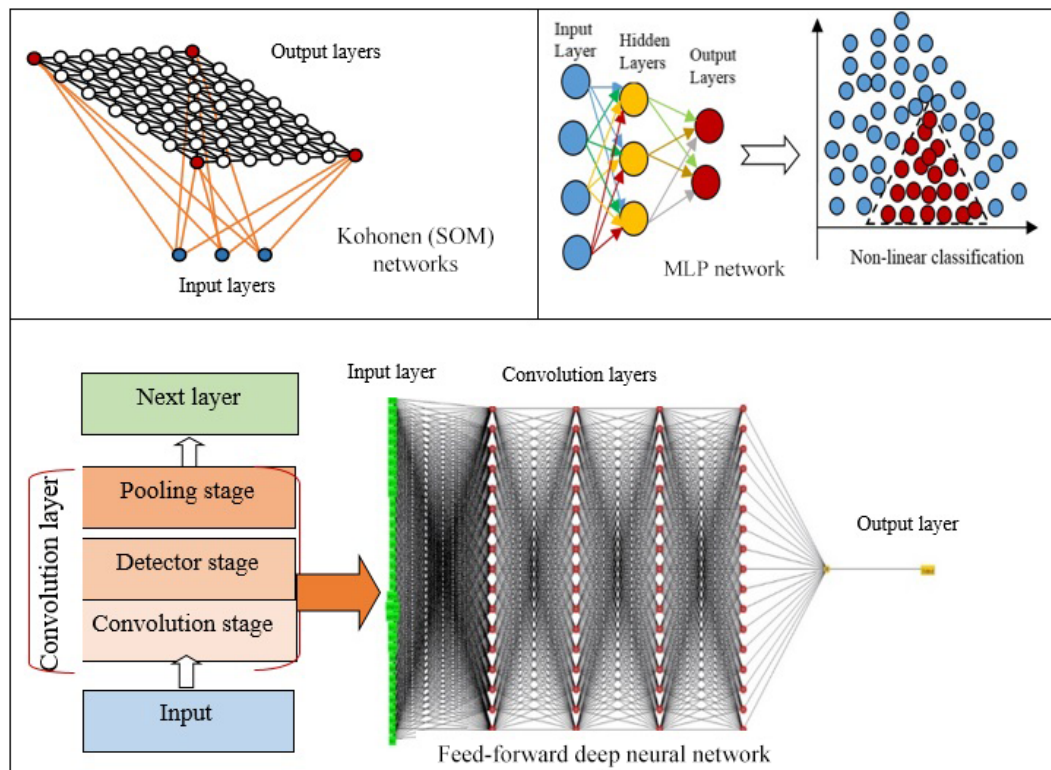 Output layers
Kohonen (SOM)
networks
Input layers
Input
Layer
Hidden
Layers
Output
Layers
MLP network
Non-linear classification
Next layer
Pooling stage
Detector stage
Convolution stage
Input
Convolution layer
Input layer
Convolution layers
Output layer
Feed-forward deep neural network